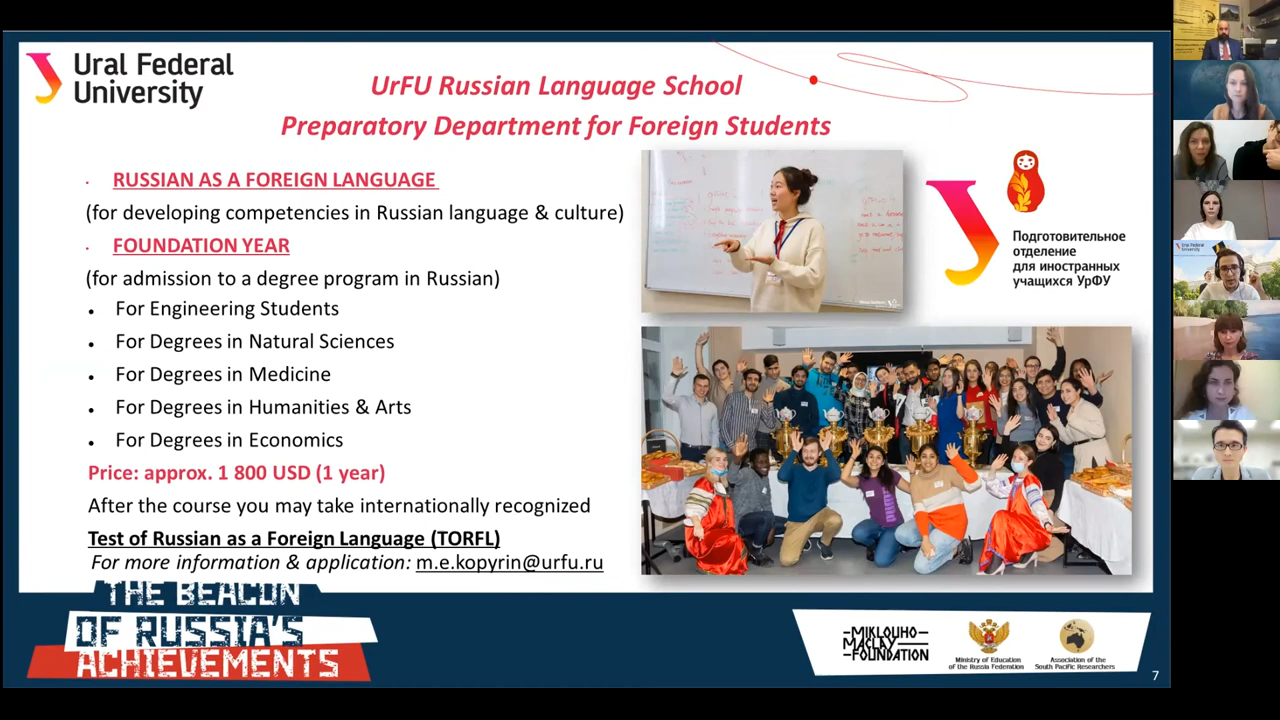 Ural Federal
University
UrFU Russian Language School
Preparatory Department for Foreign Students
· RUSSIAN AS A FOREIGN LANGUAGE
(for developing competencies in Russian language & culture)
· FOUNDATION YEAR
(for admission to a degree program in Russian)
• For Engineering Students
• For Degrees in Natural Sciences
• For Degrees in Medicine
• For Degrees in Humanities & Arts
• For Degrees in Economics
Price: approx. 1 800 USD (1 year)
After the course you may take internationally recognized
Test of Russian as a Foreign Language (TORFL)
For more information & application: m.e.kopyrin@urfu.ru
Подготовительное
отделение
для иностранных
учащихся УрФУ
THE BEACON
OF RUSSIA'S
ACHIEVEMENTS
MIKLOUHO
MACLAY
FOUNDATION
Ministry of Education
of the Russia Federation
Association of the
South Pacific Researchers
7
Ural Federal
University